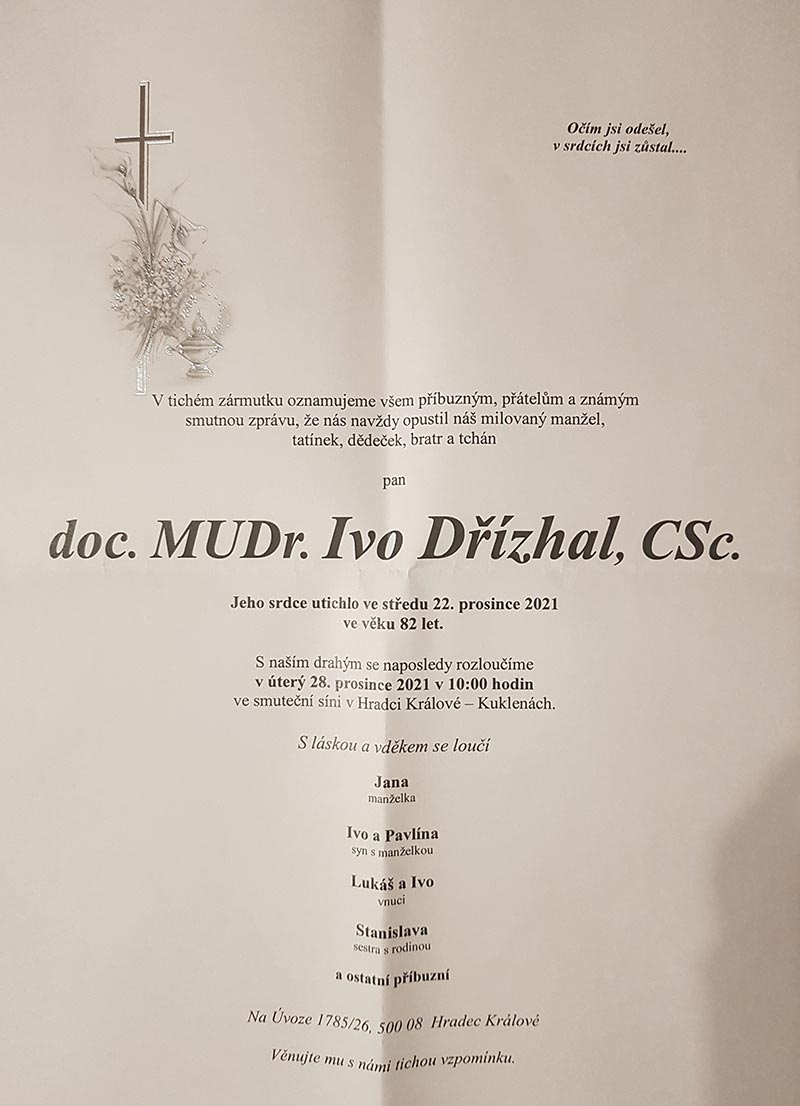 Očím jsi odešel,
v srdcích jsi zůstal....
V tichém zármutku oznamujeme všem příbuzným, přátelům a známým
smutnou zprávu, že nás navždy opustil náš milovaný manžel,
tatínek, dědeček, bratr a tchán
pan
doc. MUDr. Ivo Dřízhal, CSc.
Jeho srdce utichlo ve středu 22. prosince 2021
ve věku 82 let.
S naším drahým se naposledy rozloučíme
v úterý 28. prosince 2021 v 10:00 hodin
ve smuteční síni v Hradci Králové – Kuklenách.
S láskou a vděkem se loučí
Jana
manželka
Ivo a Pavlína
syn s manželkou
Lukáš a Ivo
vnuci
Stanislava
sestra s rodinou
a ostatní příbuzní
Na Úvoze 1785/26, 500 08 Hradec Králové
Věnujte mu s námi tichou vzpomínku.